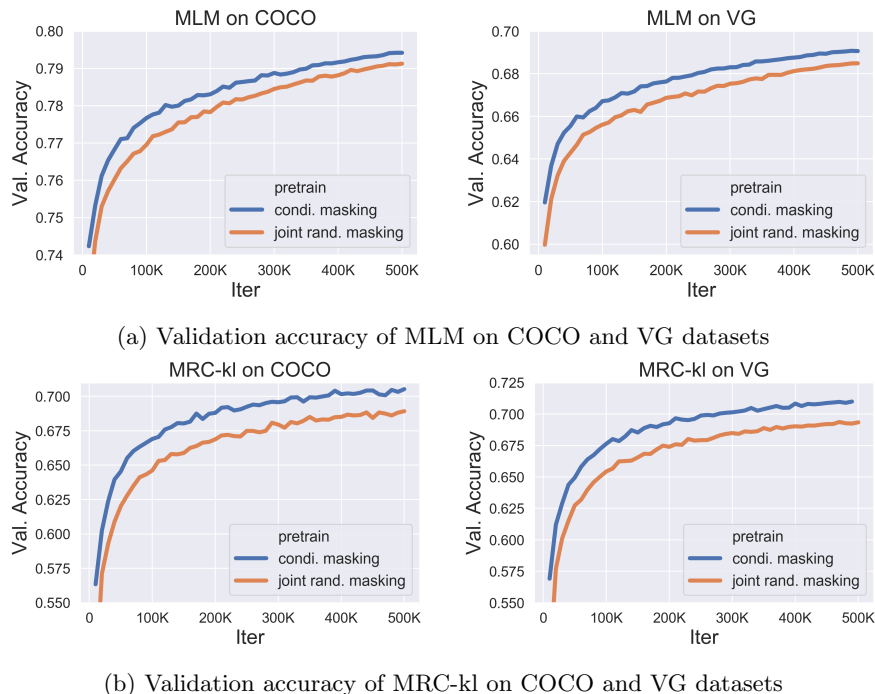 MLM on COCO
Val. Accuracy
0.80
0.79
0.78
0.77
0.76
0.75
0.74
pretrain
condi. masking
joint rand. masking
0 100K 200K 300K 400K 500K
Iter
MLM on VG
Val. Accuracy
0.70
0.68
0.66
0.64
0.62
0.60
pretrain
condi. masking
joint rand. masking
0 100K 200K 300K 400K 500K
Iter
(a) Validation accuracy of MLM on COCO and VG datasets
MRC-kl on COCO
Val. Accuracy
0.700
0.675
0.650
0.625
0.600
0.575
0.550
pretrain
condi. masking
joint rand. masking
0 100K 200K 300K 400K 500K
Iter
MRC-kl on VG
Val. Accuracy
0.725
0.700
0.675
0.650
0.625
0.600
0.575
0.550
pretrain
condi. masking
joint rand. masking
0 100K 200K 300K 400K 500K
Iter
(b) Validation accuracy of MRC-kl on COCO and VG datasets